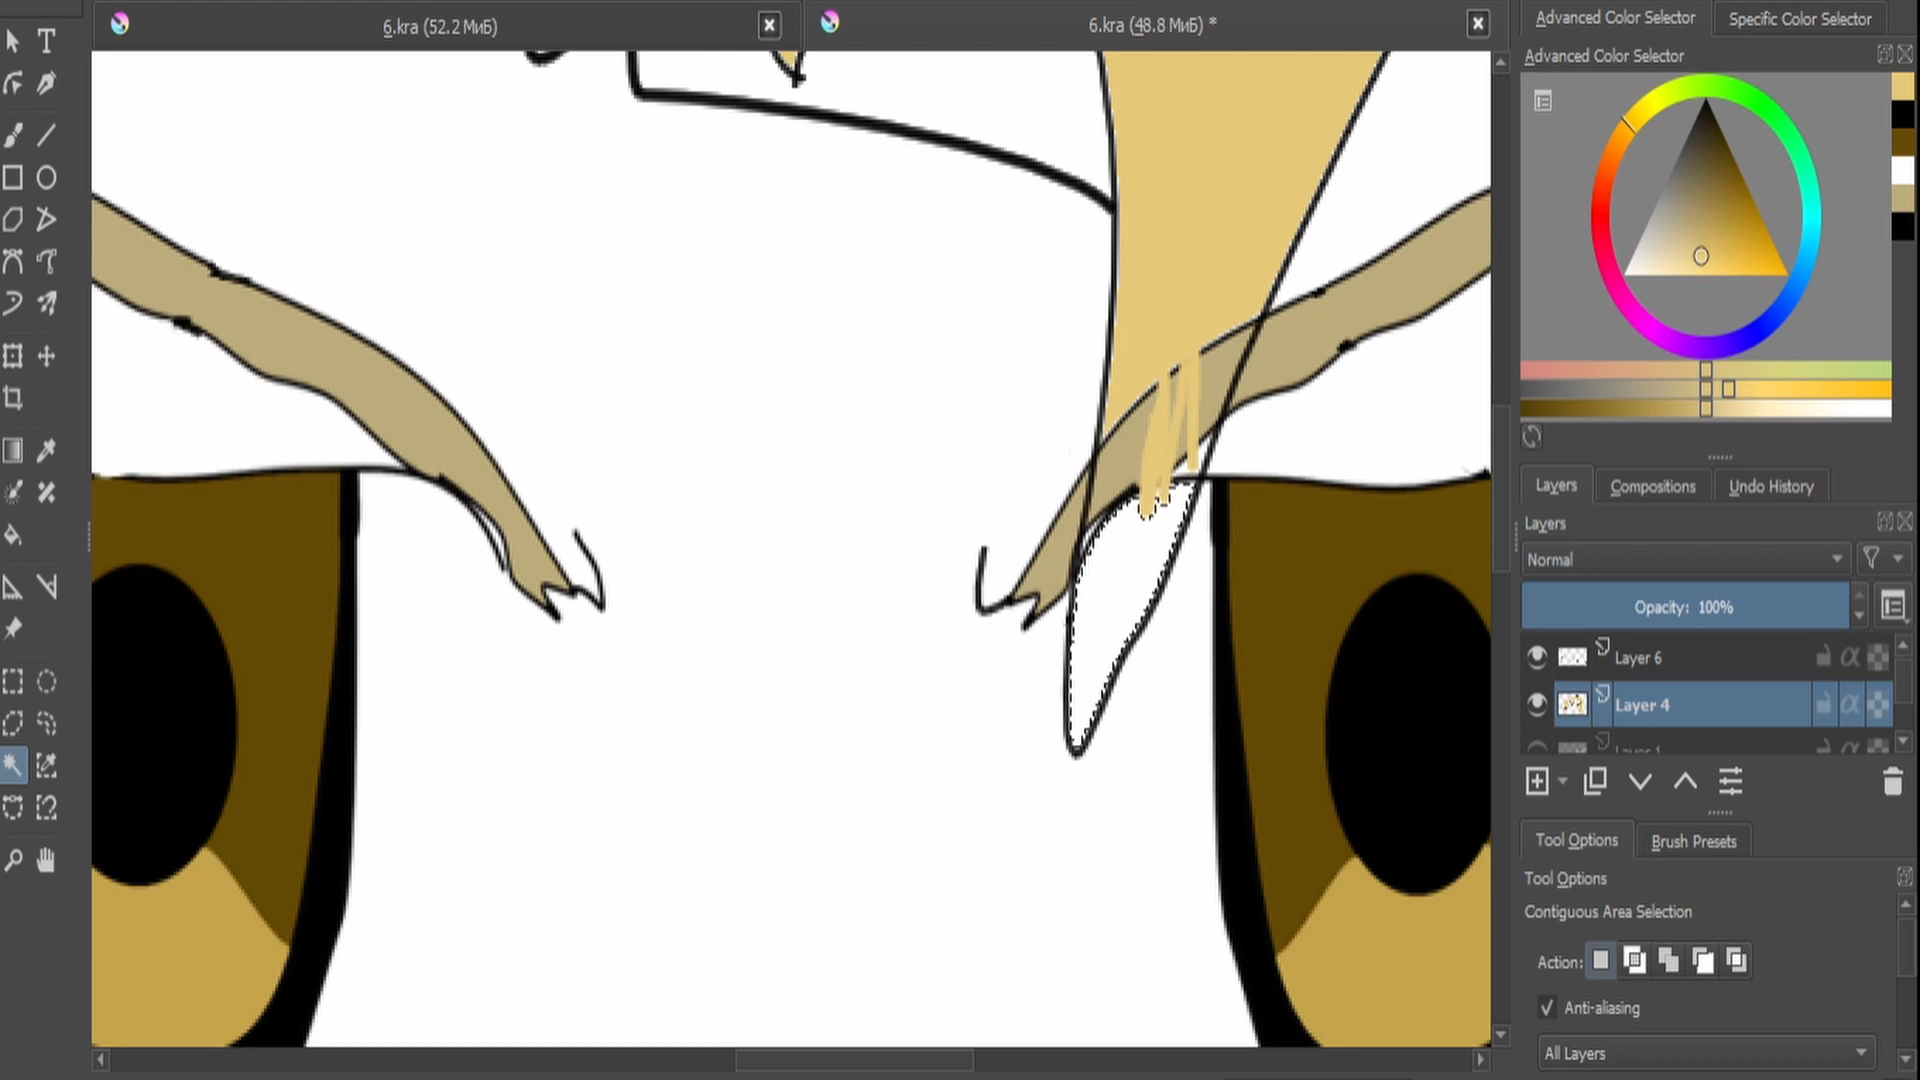 6.kra (52.2 МиБ)
6.kra (48.8 МиБ) *
Advanced Color Selector
Specific Color Selector
Advanced Color Selector
Layers
Compositions
Undo History
Layers
Normal
Opacity: 100%
Layer 6
Layer 4
Layer 1
Tool Options
Brush Presets
Tool Options
Contiguous Area Selection
Action:
Anti-aliasing
All Layers